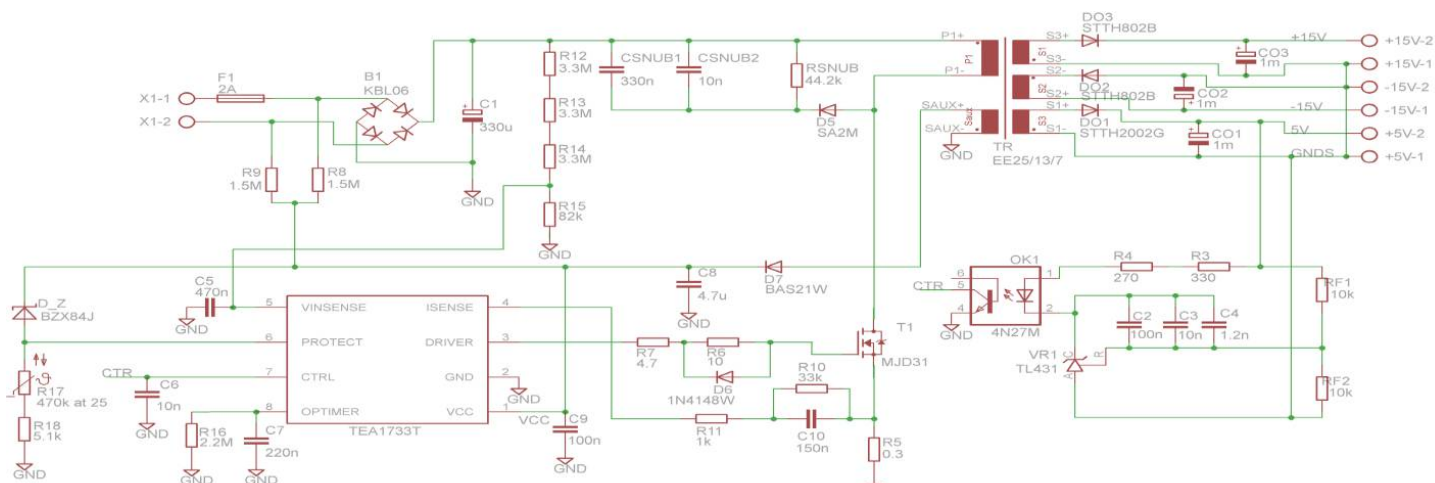 F1
2A
X1-1
X1-2
B1
KBL06
R9
1.5M
R8
1.5M
C1
330u
GND
R12
3.3M
R13
3.3M
R14
3.3M
R15
82k
GND
CSNUB1
330n
CSNUB2
10n
RSNUB
44.2k
D5
SA2M
P1+
P1
P1-
SAUX+
Saux
SAUX-
GND
S3+
S1
S3-
S2-
S2
S2+
S1+
S3
S1-
TR
EE25/13/7
DO3
STTH802B
DO2
STTH802B
DO1
STTH2002G
CO3
1m
CO2
1m
CO1
1m
+15V
-15V
5V
GNDS
+15V-2
+15V-1
-15V-2
-15V-1
+5V-2
+5V-1
D_Z
BZX84J
R17
470k at 25
R18
5.1k
GND
C5
470n
GND
CTR
C6
10n
GND
R16
2.2M
GND
C7
220n
GND
5 VINSENSE ISENSE 4
6 PROTECT DRIVER 3
7 CTRL GND 2
8 OPTIMER VCC 1
TEA1733T
GND
VCC
C9
100n
GND
C8
4.7u
GND
D7
BAS21W
R7
4.7
R6
10
D6
1N4148W
R11
1k
R10
33k
C10
150n
T1
MJD31
R5
0.3
CTR
GND
OK1
6
5
4
1
2
4N27M
R4
270
R3
330
C2
100n
C3
10n
C4
1.2n
VR1
TL431
C
R
A
RF1
10k
RF2
10k